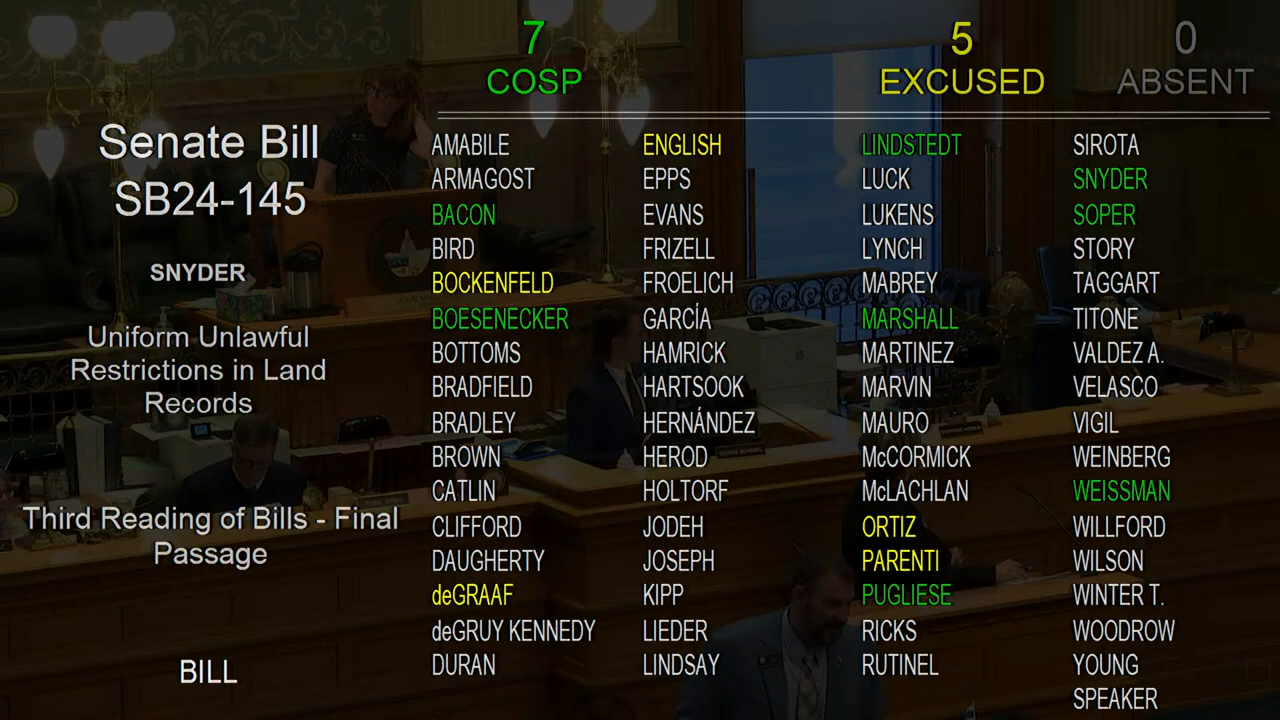 7
COSP
5
EXCUSED
0
ABSENT
Senate Bill
SB24-145
SNYDER
Uniform Unlawful
Restrictions in Land
Records
Third Reading of Bills - Final
Passage
BILL
AMABILE
ARMAGOST
BACON
BIRD
BOCKENFELD
BOESENECKER
BOTTOMS
BRADFIELD
BRADLEY
BROWN
CATLIN
CLIFFORD
DAUGHERTY
deGRAAF
deGRUY KENNEDY
DURAN
ENGLISH
EPPS
EVANS
FRIZELL
FROELICH
GARCÍA
HAMRICK
HARTSOOK
HERNÁNDEZ
HEROD
HOLTORF
JODEH
JOSEPH
KIPP
LIEDER
LINDSAY
LINDSTEDT
LUCK
LUKENS
LYNCH
MABREY
MARSHALL
MARTINEZ
MARVIN
MAURO
McCORMICK
McLACHLAN
ORTIZ
PARENTI
PUGLIESE
RICKS
RUTINEL
SIROTA
SNYDER
SOPER
STORY
TAGGART
TITONE
VALDEZ A.
VELASCO
VIGIL
WEINBERG
WEISSMAN
WILLFORD
WILSON
WINTER T.
WOODROW
YOUNG
SPEAKER